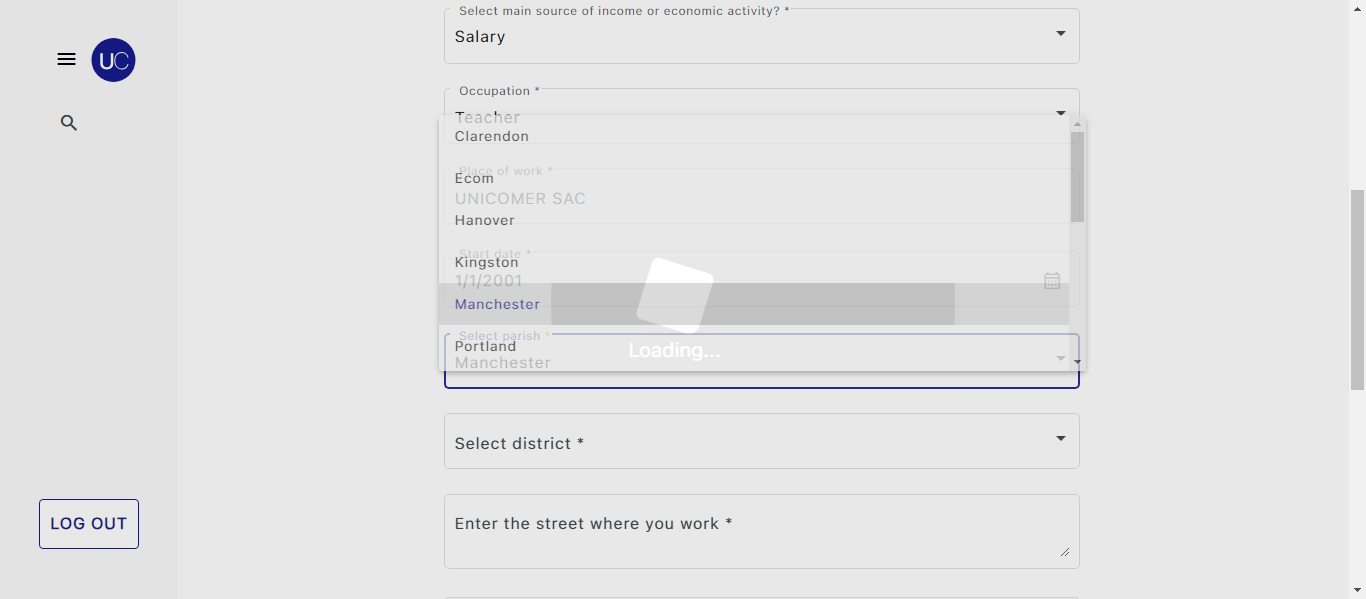 Select main source of income or economic activity? *
Salary
UC
Occupation *
Teacher
Clarendon
Place of work *
Ecom
UNICOMER SAC
Hanover
Start date *
Kingston
1/1/2001
Manchester
Select parish *
Portland
Loading...
Manchester
Select district *
LOG OUT
Enter the street where you work *